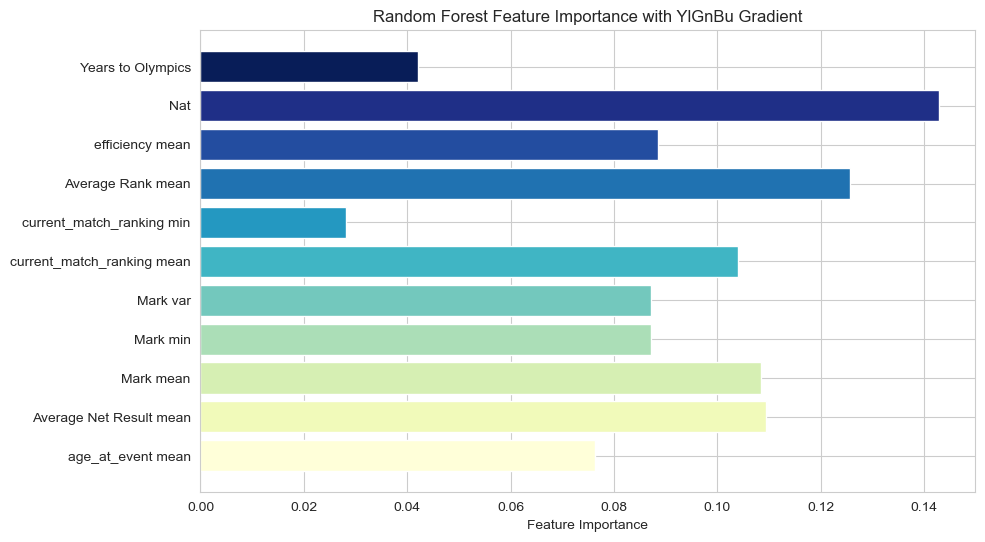 Random Forest Feature Importance with YlGnBu Gradient
Years to Olympics
Nat
efficiency mean
Average Rank mean
current_match_ranking min
current_match_ranking mean
Mark var
Mark min
Mark mean
Average Net Result mean
age_at_event mean
0.00 0.02 0.04 0.06 0.08 0.10 0.12 0.14
Feature Importance